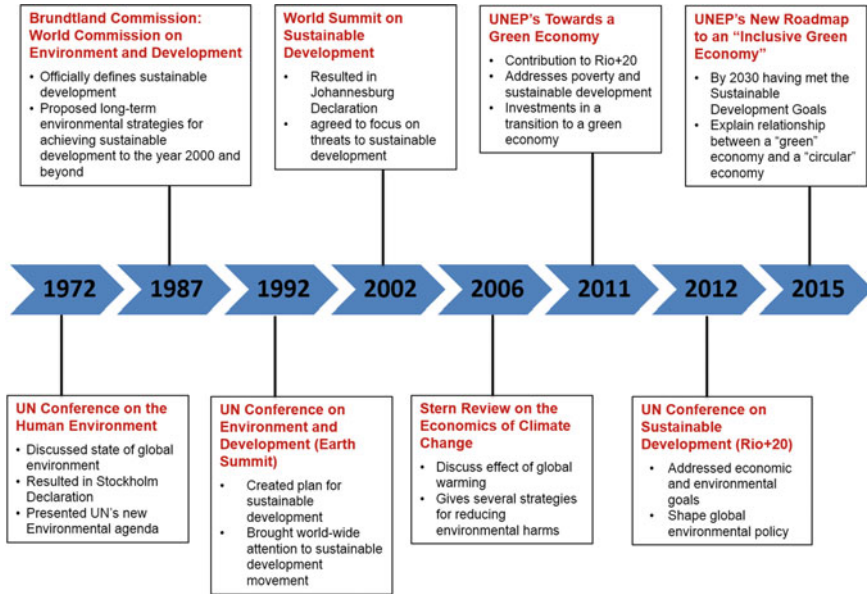 Brundtland Commission:
World Commission on
Environment and Development
• Officially defines sustainable
development
• Proposed long-term
environmental strategies for
achieving sustainable
development to the year 2000 and
beyond
World Summit on
Sustainable
Development
• Resulted in
Johannesburg
Declaration
• agreed to focus on
threats to sustainable
development
UNEP's Towards a
Green Economy
• Contribution to Rio+20
• Addresses poverty and
sustainable development
• Investments in a
transition to a green
economy
UNEP's New Roadmap
to an “Inclusive Green
Economy”
• By 2030 having met the
Sustainable
Development Goals
• Explain relationship
between a “green”
economy and a “circular”
economy
1972 1987 1992 2002 2006 2011 2012 2015
UN Conference on the
Human Environment
• Discussed state of global
environment
• Resulted in Stockholm
Declaration
• Presented UN's new
Environmental agenda
UN Conference on
Environment and
Development (Earth
Summit)
• Created plan for
sustainable
development
• Brought world-wide
attention to sustainable
development
movement
Stern Review on the
Economics of Climate
Change
• Discuss effect of global
warming
• Gives several strategies
for reducing
environmental harms
UN Conference on
Sustainable
Development (Rio+20)
• Addressed economic
and environmental
goals
• Shape global
environmental policy